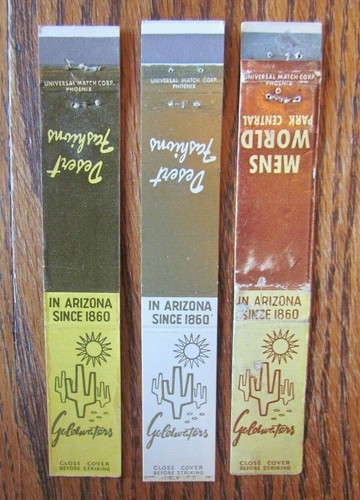 UNIVERSAL MATCH CORP.
PHOENIX
Desert
Fashions
IN ARIZONA
SINCE 1860
Goldwaters
CLOSE COVER
BEFORE STRIKING
UNIVERSAL MATCH CORP.
PHOENIX
Desert
Fashions
IN ARIZONA
SINCE 1860
Goldwaters
CLOSE COVER
BEFORE STRIKING
UNIVERSAL MATCH CORP.
PHOENIX
MENS
WORLD
PARK CENTRAL
IN ARIZONA
SINCE 1860
Goldwaters
CLOSE COVER
BEFORE STRIKING